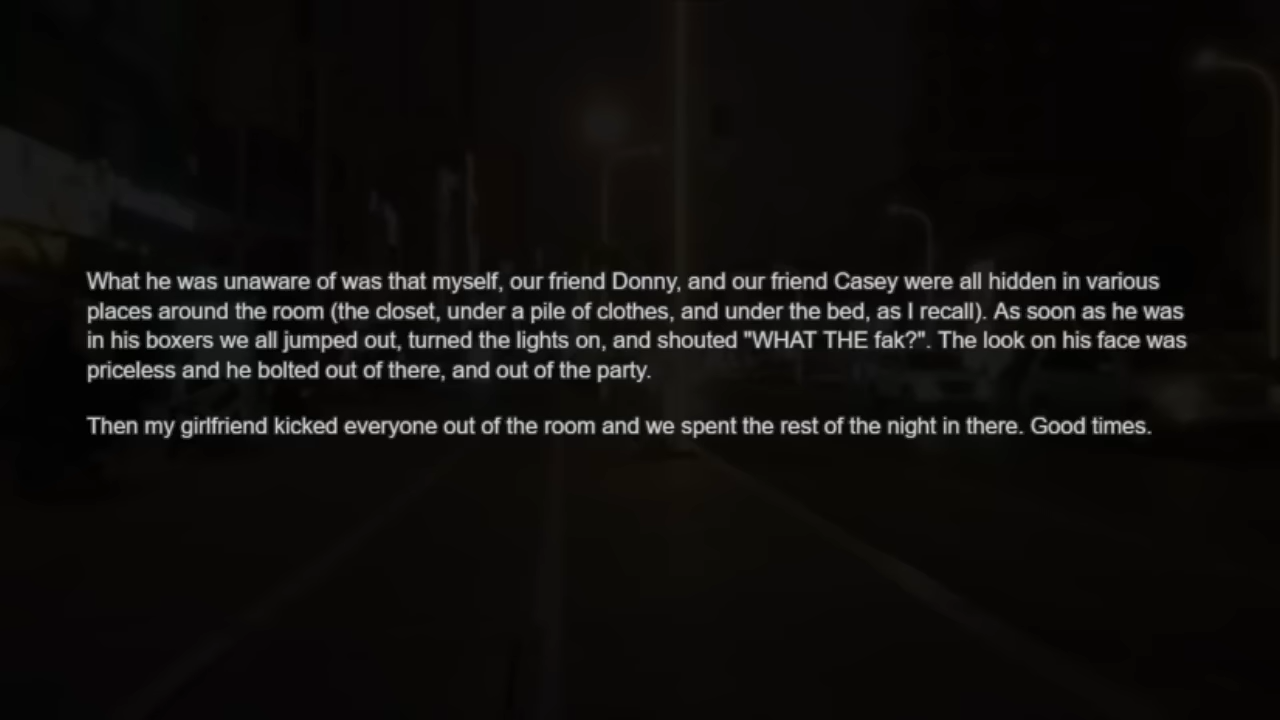 What he was unaware of was that myself, our friend Donny, and our friend Casey were all hidden in various
places around the room (the closet, under a pile of clothes, and under the bed, as I recall). As soon as he was
in his boxers we all jumped out, turned the lights on, and shouted "WHAT THE fak?". The look on his face was
priceless and he bolted out of there, and out of the party.
Then my girlfriend kicked everyone out of the room and we spent the rest of the night in there. Good times.